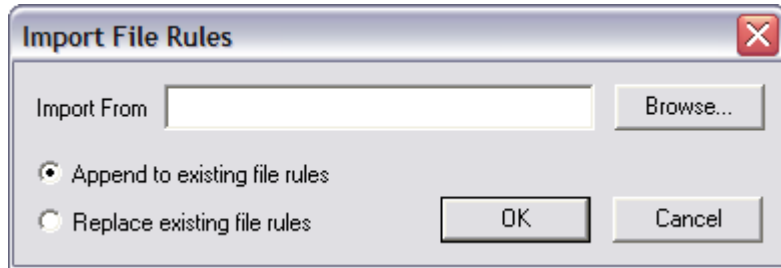 Import File Rules
Import From Browse...
Append to existing file rules
Replace existing file rules OK Cancel